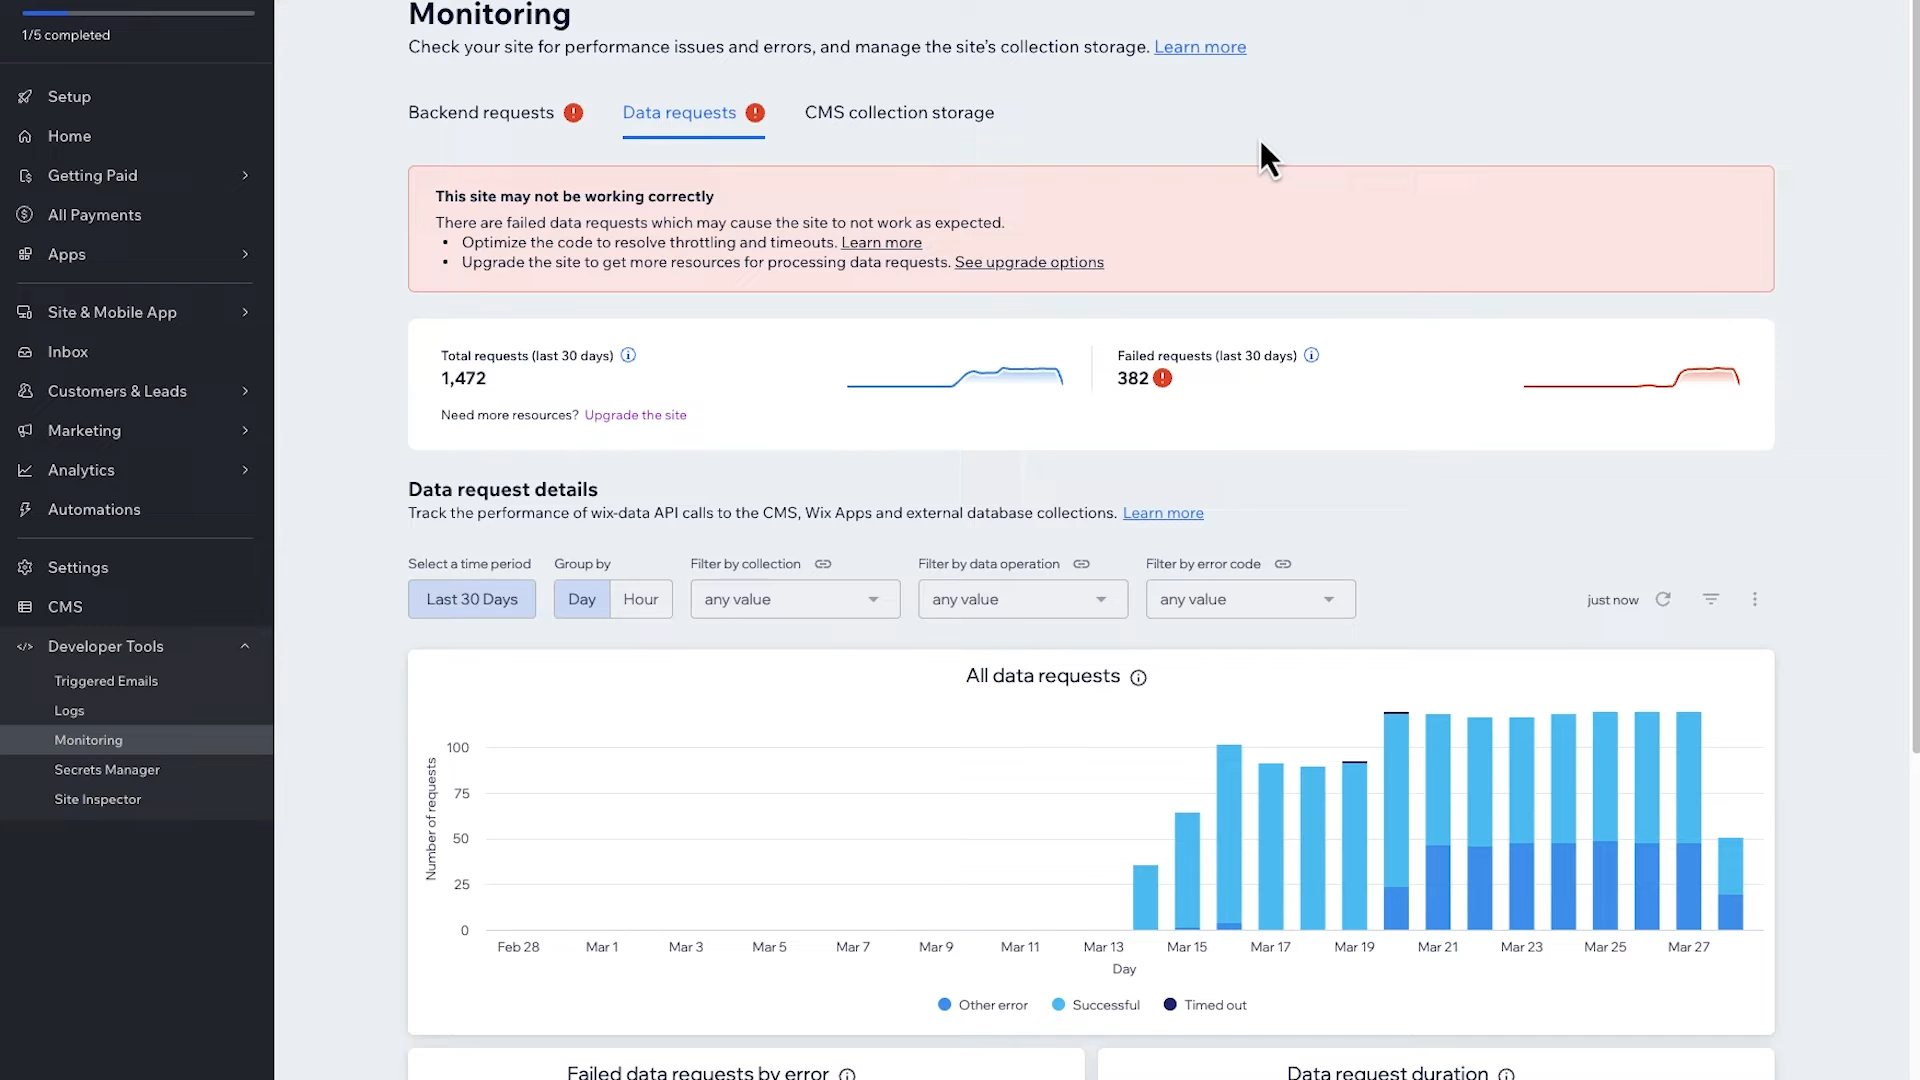 1/5 completed
Setup
Home
Getting Paid
All Payments
Apps
Site & Mobile App
Inbox
Customers & Leads
Marketing
Analytics
Automations
Settings
CMS
Developer Tools
Triggered Emails
Logs
Monitoring
Secrets Manager
Site Inspector
Monitoring
Check your site for performance issues and errors, and manage the site's collection storage. Learn more
Backend requests
Data requests
CMS collection storage
This site may not be working correctly
There are failed data requests which may cause the site to not work as expected.
• Optimize the code to resolve throttling and timeouts. Learn more
• Upgrade the site to get more resources for processing data requests. See upgrade options
Total requests (last 30 days)
1,472
Need more resources? Upgrade the site
Failed requests (last 30 days)
382
Data request details
Track the performance of wix-data API calls to the CMS, Wix Apps and external database collections. Learn more
Select a time period
Last 30 Days
Group by
Day Hour
Filter by collection
any value
Filter by data operation
any value
Filter by error code
any value
just now
All data requests
Number of requests
100
75
50
25
0
Feb 28 Mar 1 Mar 3 Mar 5 Mar 7 Mar 9 Mar 11 Mar 13 Mar 15 Mar 17 Mar 19 Mar 21 Mar 23 Mar 25 Mar 27
Day
Other error Successful Timed out
Failed data requests by error
Data request duration